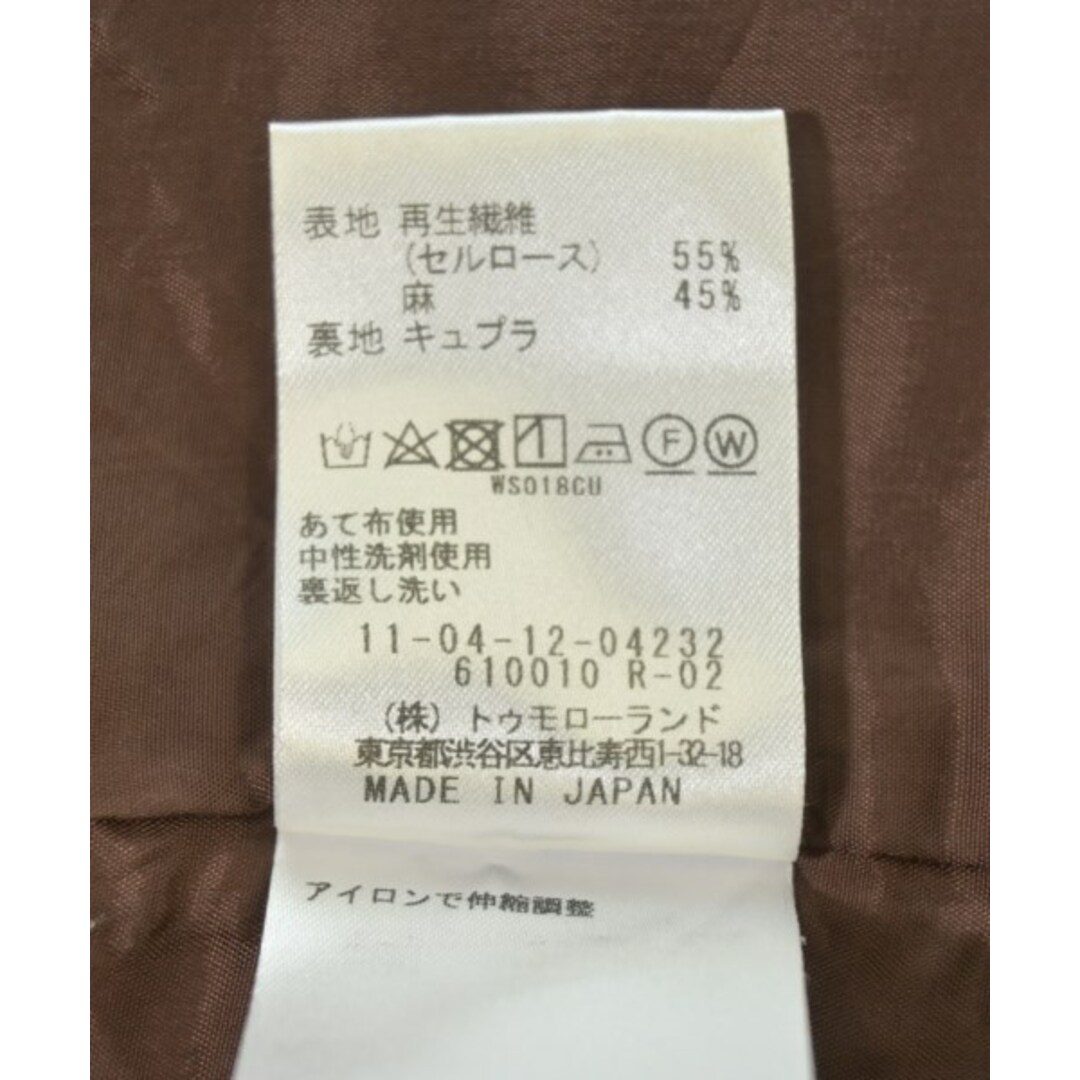 表地 再生繊維
(セルロース) 55%
麻 45%
裏地 キュプラ
F W
WS018CU
あて布使用
中性洗剤使用
裏返し洗い
11-04-12-04232
610010 R-02
(株) トゥモローランド
東京都渋谷区恵比寿西1-32-18
MADE IN JAPAN
アイロンで伸縮調整